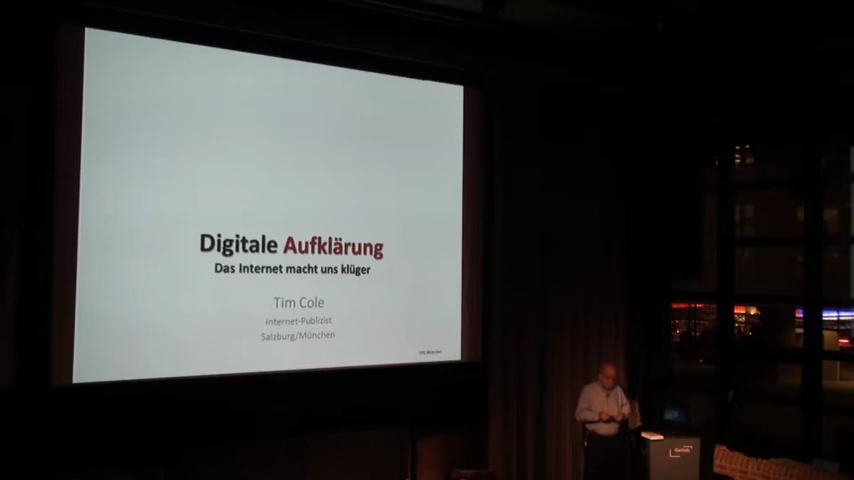 Digitale Aufklärung
Das Internet macht uns klüger
Tim Cole
Internet-Publizist
Salzburg/München